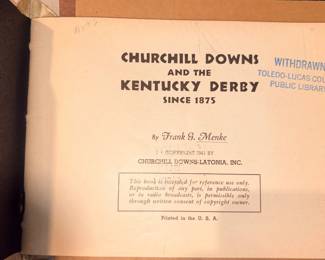 CHURCHILL DOWNS
AND THE
KENTUCKY DERBY
SINCE 1875
WITHDRAWN
TOLEDO-LUCAS COU
PUBLIC LIBRARY
By Frank G. Menke
COPYRIGHT 1941 BY
CHURCHILL DOWNS-LATONIA, INC.
This book is intended for reference use only.
Reproduction of any part, in publications,
or in radio broadcasts, is permissible only
through written consent of copyright owner.
Printed in the U. S. A.